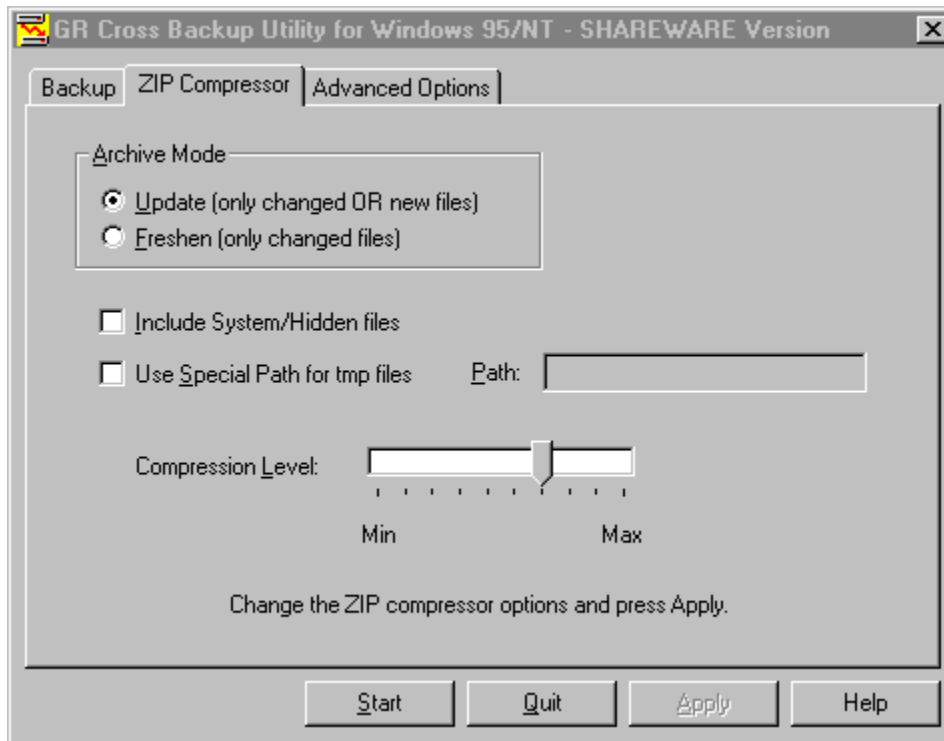 GR Cross Backup Utility for Windows 95/NT - SHAREWARE Version
Backup ZIP Compressor Advanced Options
Archive Mode
Update (only changed OR new files)
Freshen (only changed files)
Include System/Hidden files
Use Special Path for tmp files Path:
Compression Level:
Min Max
Change the ZIP compressor options and press Apply.
Start Quit Apply Help